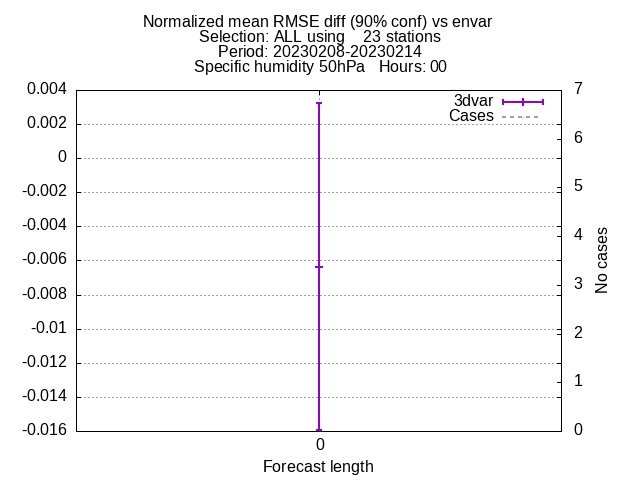 Normalized mean RMSE diff (90% conf) vs envar
Selection: ALL using    23 stations
Period: 20230208-20230214
Specific humidity 50hPa   Hours: 00
0.004
0.002
0
-0.002
-0.004
-0.006
-0.008
-0.01
-0.012
-0.014
-0.016
7
6
5
4
3
2
1
0
3dvar
Cases
No cases
0
Forecast length